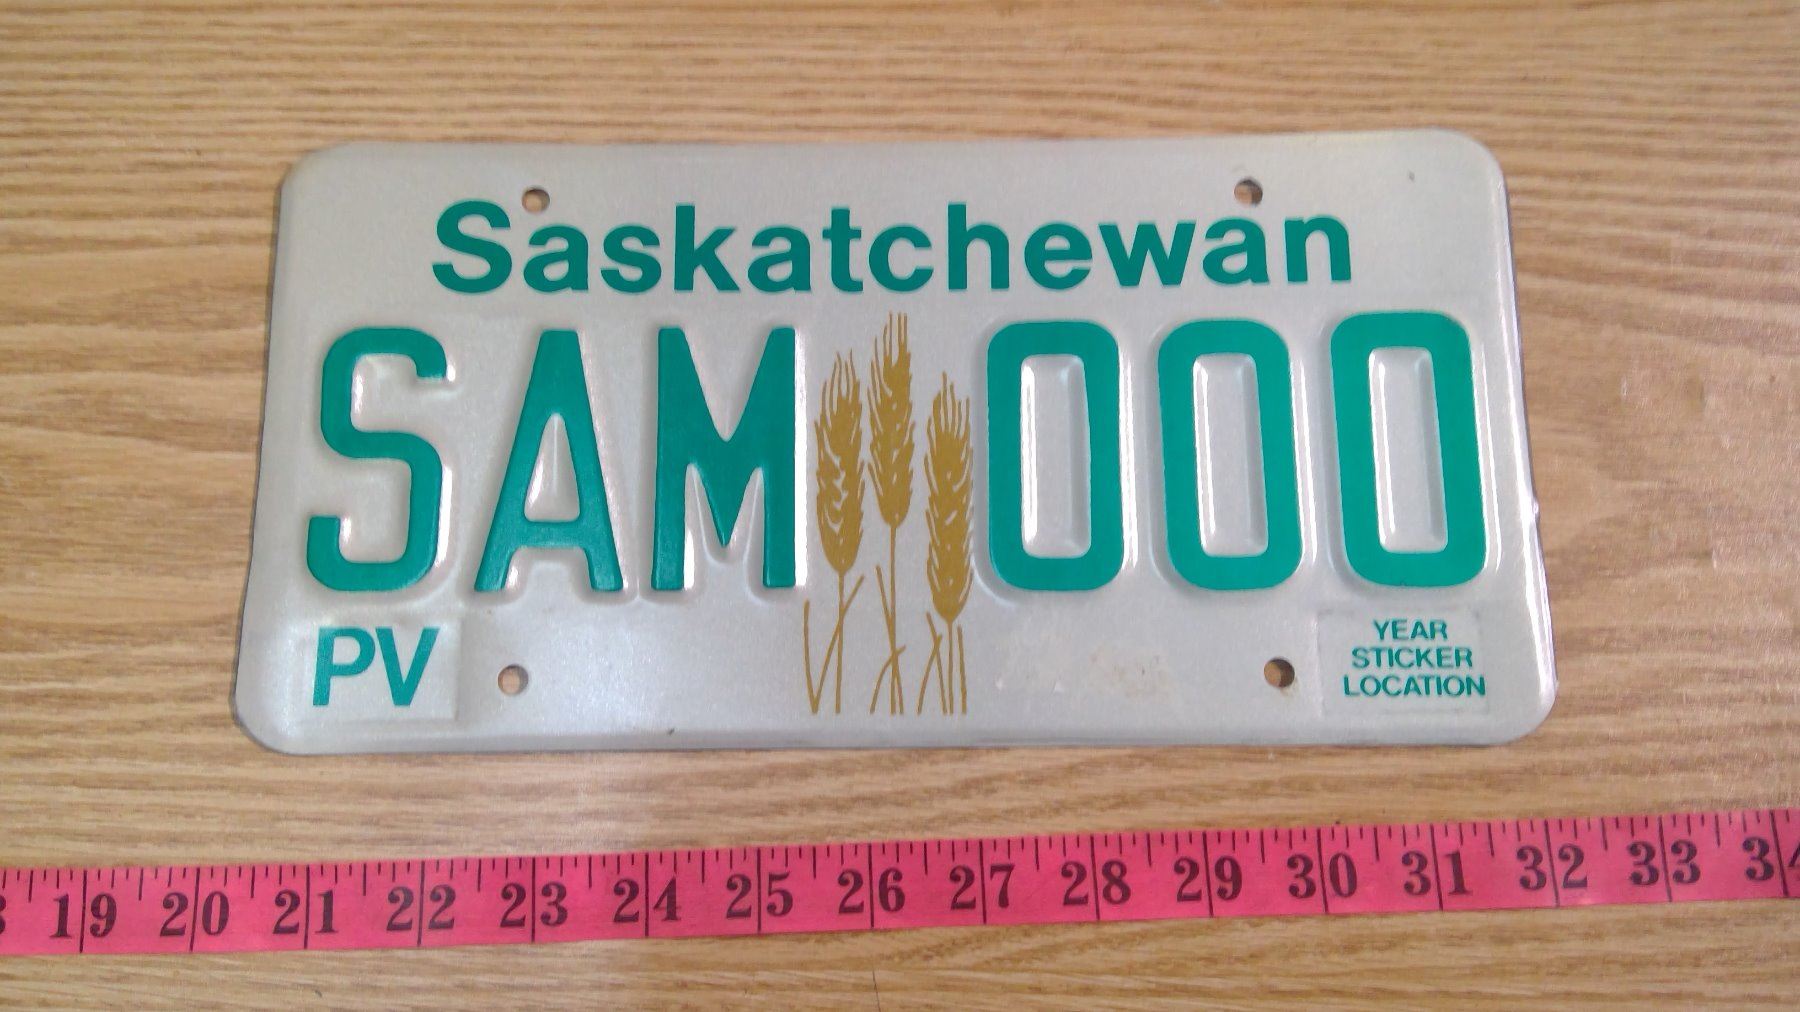 Saskatchewan
SAM 000
PV
YEAR
STICKER
LOCATION
19 20 21 22 23 24 25 26 27 28 29 30 31 32 33 34